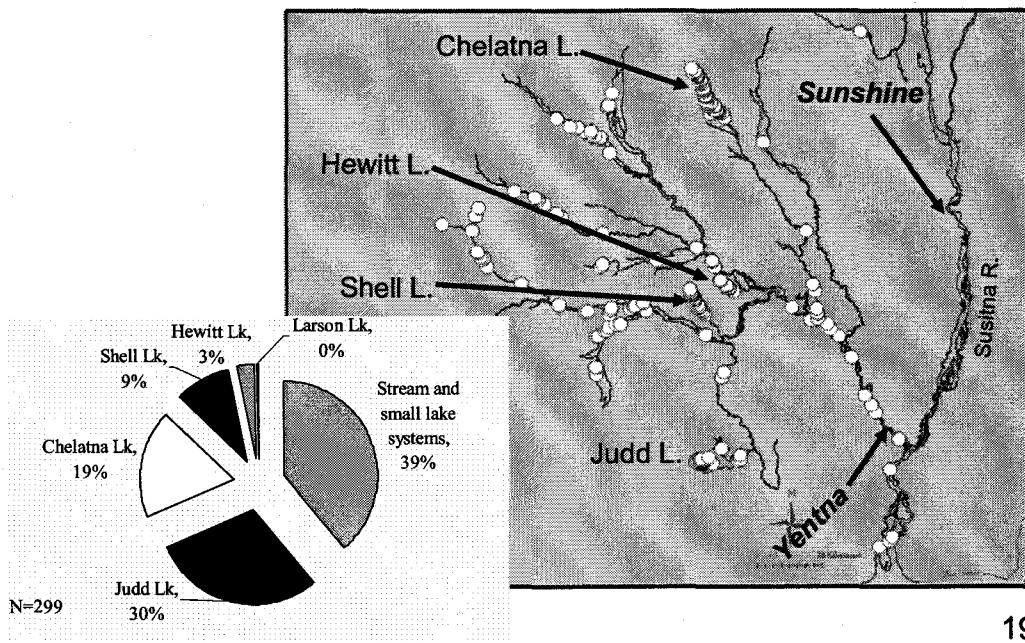 Chelatna L.
Sunshine
Hewitt L.
Shell L.
Susitna R.
Judd L.
Yentna
Larson Lk,
0%
Hewitt Lk,
3%
Shell Lk,
9%
Stream and
small lake
systems,
39%
Chelatna Lk,
19%
Judd Lk,
30%
N=299
19